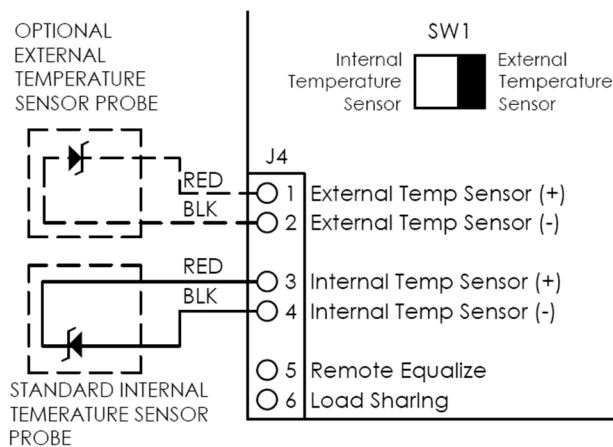 OPTIONAL
EXTERNAL
TEMPERATURE
SENSOR PROBE
SW1
Internal
Temperature
Sensor
External
Temperature
Sensor
J4
RED
1 External Temp Sensor (+)
BLK
2 External Temp Sensor (-)
RED
3 Internal Temp Sensor (+)
BLK
4 Internal Temp Sensor (-)
5 Remote Equalize
6 Load Sharing
STANDARD INTERNAL
TEMERATURE SENSOR
PROBE